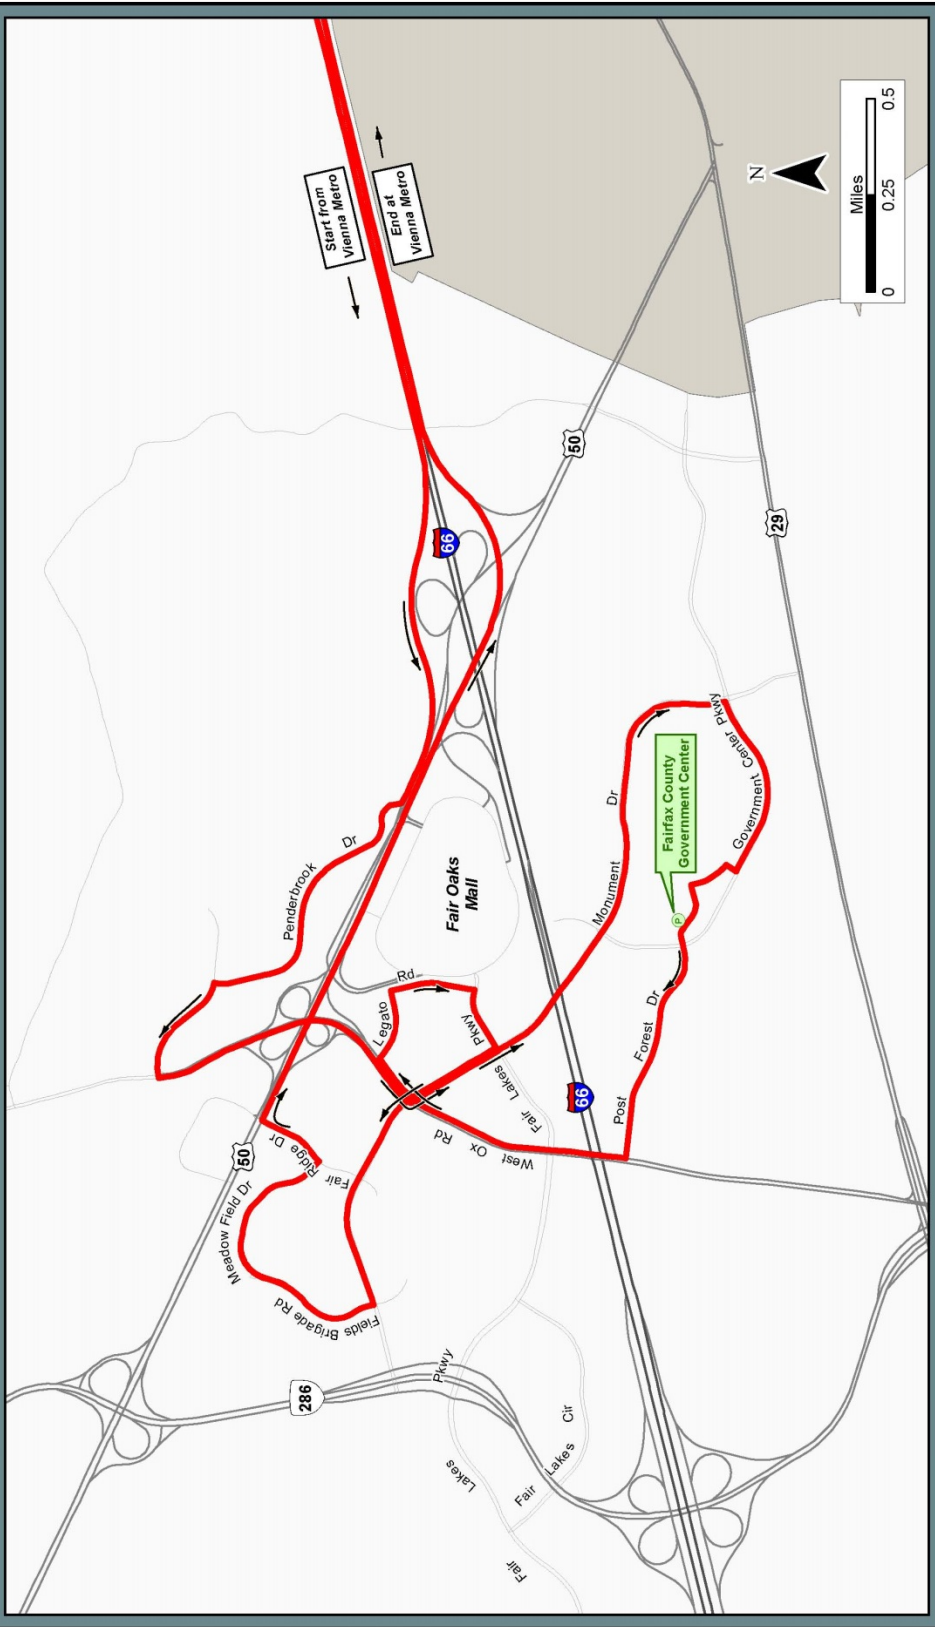 Start from
Vienna Metro
End at
Vienna Metro
N
Miles
0 0.25 0.5
50
29
66
Penderbrook
Dr
Fair Oaks
Mall
Monument
Dr
Fairfax County
Government Center
P
Government Center Pkwy
Legato
Rd
Pkwy
Fair Lakes
Forest Dr
Post
66
West Ox Rd
50
Fair Ridge Dr
Meadow Field Dr
Fields Brigade Rd
286
Pkwy
Lakes
Fair
Fair Lakes Cir